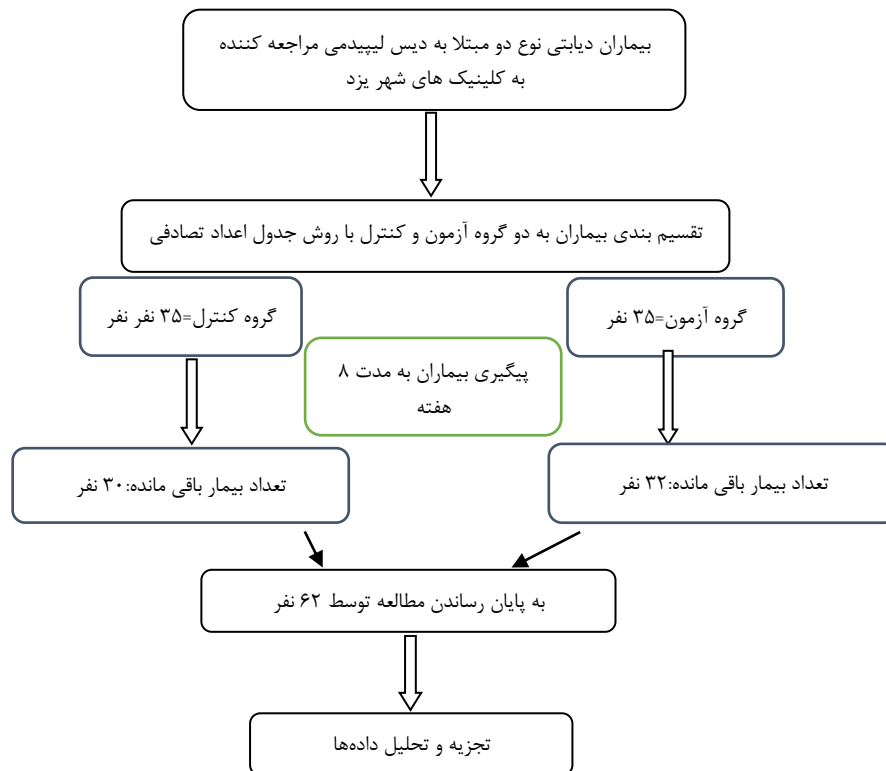 بیماران دیابتی نوع دو مبتلا به دیس لیپیدمی مراجعه کننده
به کلینیک های شهر یزد
تقسیم بندی بیماران به دو گروه آزمون و کنترل با روش جدول اعداد تصادفی
گروه آزمون=۳۵ نفر
گروه کنترل=۳۵ نفر نفر
پیگیری بیماران به مدت ۸
هفته
تعداد بیمار باقی مانده:۳۲ نفر
تعداد بیمار باقی مانده:۳۰ نفر
به پایان رساندن مطالعه توسط ۶۲ نفر
تجزیه و تحلیل داده‌ها